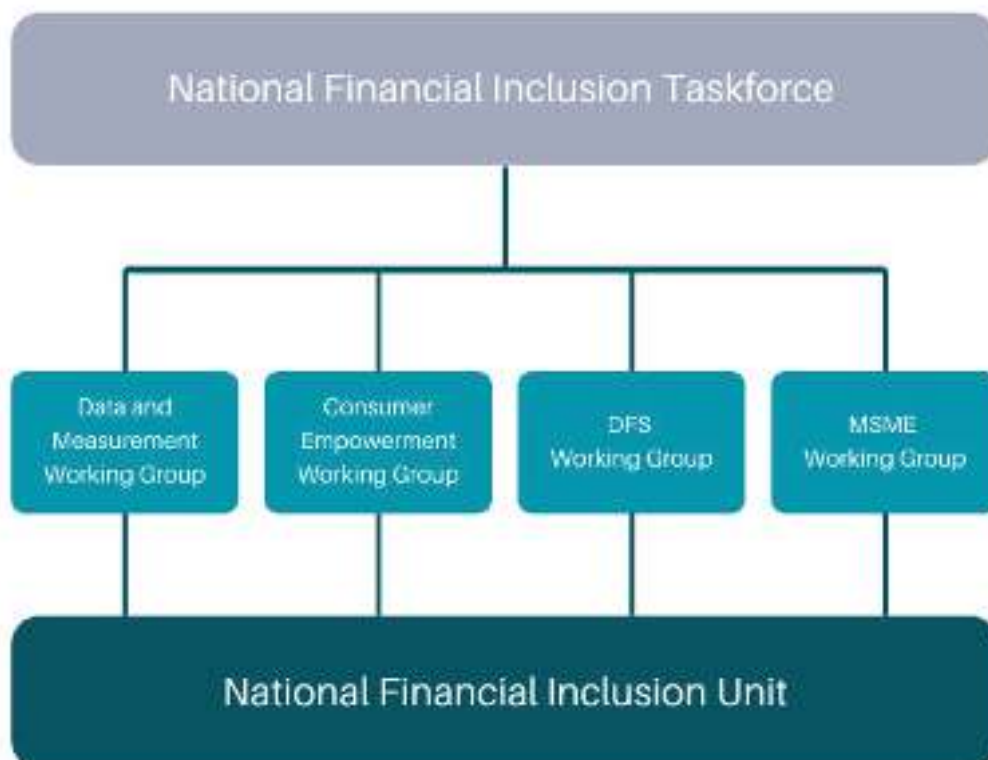 National Financial Inclusion Taskforce
Data and
Measurement
Working Group
Consumer
Empowerment
Working Group
DFS
Working Group
MSME
Working Group
National Financial Inclusion Unit